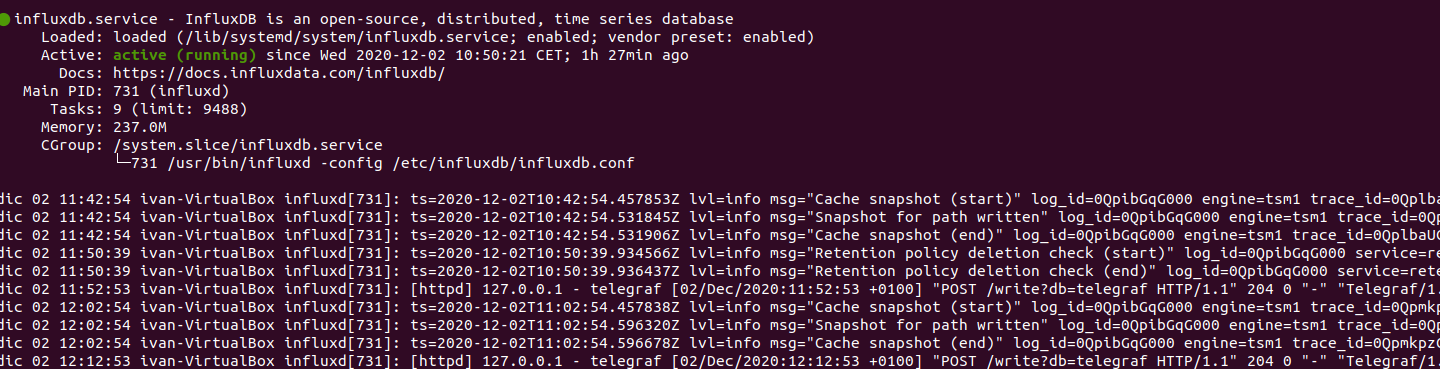 influxdb.service - InfluxDB is an open-source, distributed, time series database
Loaded: loaded (/lib/systemd/system/influxdb.service; enabled; vendor preset: enabled)
Active: active (running) since Wed 2020-12-02 10:50:21 CET; 1h 27min ago
Docs: https://docs.influxdata.com/influxdb/
Main PID: 731 (influxd)
Tasks: 9 (limit: 9488)
Memory: 237.0M
CGroup: /system.slice/influxdb.service
└─731 /usr/bin/influxd -config /etc/influxdb/influxdb.conf
dic 02 11:42:54 ivan-VirtualBox influxd[731]: ts=2020-12-02T10:42:54.457853Z lvl=info msg="Cache snapshot (start)" log_id=0QpibGqG000 engine=tsm1 trace_id=0Qplba
dic 02 11:42:54 ivan-VirtualBox influxd[731]: ts=2020-12-02T10:42:54.531845Z lvl=info msg="Snapshot for path written" log_id=0QpibGqG000 engine=tsm1 trace_id=0Qp
dic 02 11:42:54 ivan-VirtualBox influxd[731]: ts=2020-12-02T10:42:54.531906Z lvl=info msg="Cache snapshot (end)" log_id=0QpibGqG000 engine=tsm1 trace_id=0QplbaUG
dic 02 11:50:39 ivan-VirtualBox influxd[731]: ts=2020-12-02T10:50:39.934566Z lvl=info msg="Retention policy deletion check (start)" log_id=0QpibGqG000 service=re
dic 02 11:50:39 ivan-VirtualBox influxd[731]: ts=2020-12-02T10:50:39.936437Z lvl=info msg="Retention policy deletion check (end)" log_id=0QpibGqG000 service=rete
dic 02 11:52:53 ivan-VirtualBox influxd[731]: [httpd] 127.0.0.1 - telegraf [02/Dec/2020:11:52:53 +0100] "POST /write?db=telegraf HTTP/1.1" 204 0 "-" "Telegraf/1.
dic 02 12:02:54 ivan-VirtualBox influxd[731]: ts=2020-12-02T11:02:54.457838Z lvl=info msg="Cache snapshot (start)" log_id=0QpibGqG000 engine=tsm1 trace_id=0Qpmkp
dic 02 12:02:54 ivan-VirtualBox influxd[731]: ts=2020-12-02T11:02:54.596320Z lvl=info msg="Snapshot for path written" log_id=0QpibGqG000 engine=tsm1 trace_id=0Qp
dic 02 12:02:54 ivan-VirtualBox influxd[731]: ts=2020-12-02T11:02:54.596678Z lvl=info msg="Cache snapshot (end)" log_id=0QpibGqG000 engine=tsm1 trace_id=0QpmkpzG
dic 02 12:12:53 ivan-VirtualBox influxd[731]: [httpd] 127.0.0.1 - telegraf [02/Dec/2020:12:12:53 +0100] "POST /write?db=telegraf HTTP/1.1" 204 0 "-" "Telegraf/1.